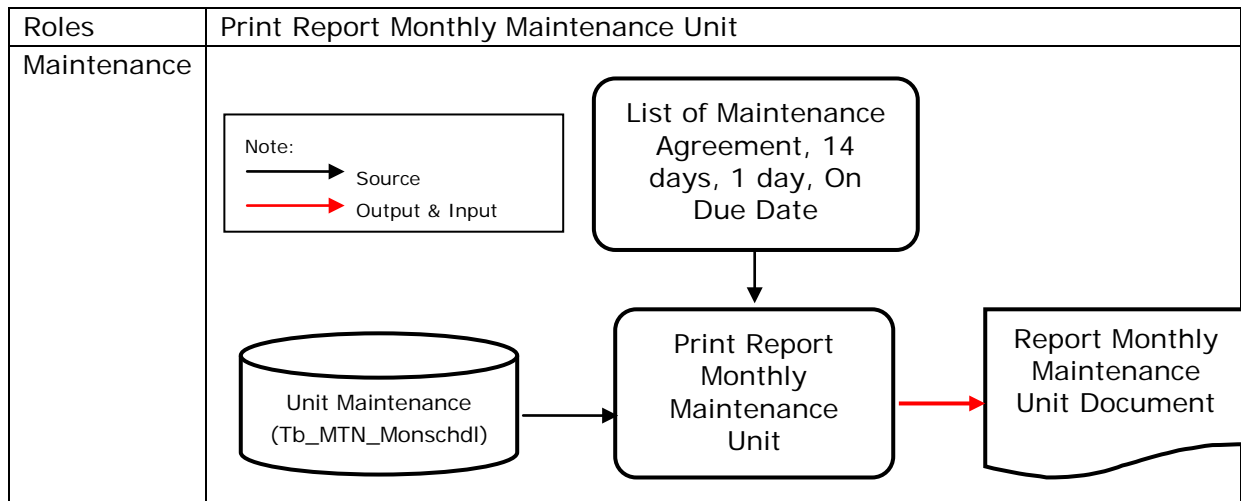 Roles
Print Report Monthly Maintenance Unit
Maintenance
Note:
Source
Output & Input
List of Maintenance
Agreement, 14
days, 1 day, On
Due Date
Unit Maintenance
(Tb_MTN_Monschdl)
Print Report
Monthly
Maintenance
Unit
Report Monthly
Maintenance
Unit Document